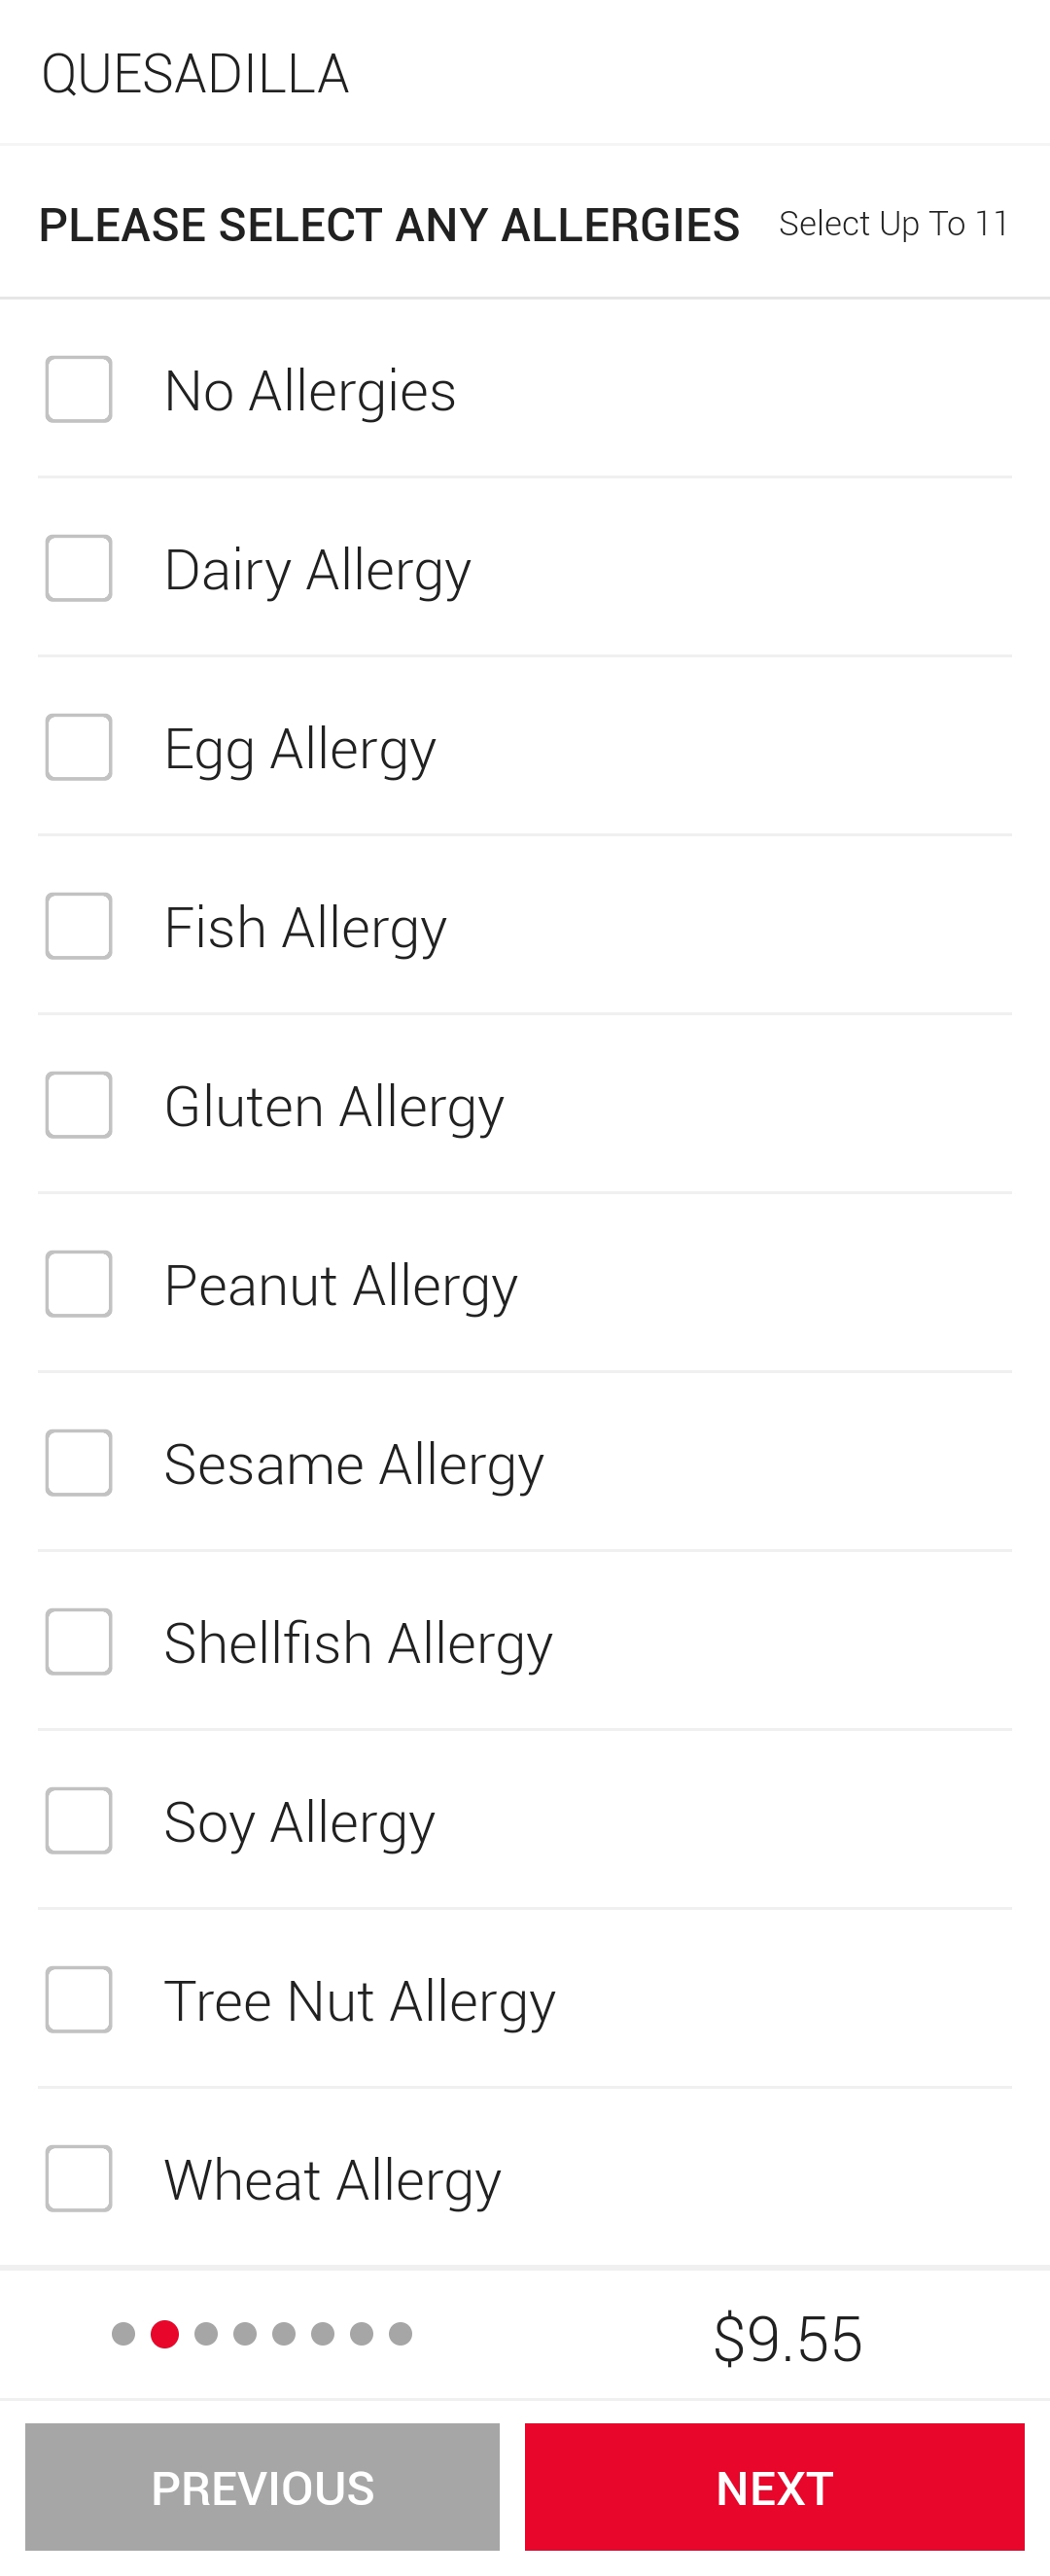 QUESADILLA
PLEASE SELECT ANY ALLERGIES Select Up To 11
No Allergies
Dairy Allergy
Egg Allergy
Fish Allergy
Gluten Allergy
Peanut Allergy
Sesame Allergy
Shellfish Allergy
Soy Allergy
Tree Nut Allergy
Wheat Allergy
$9.55
PREVIOUS NEXT